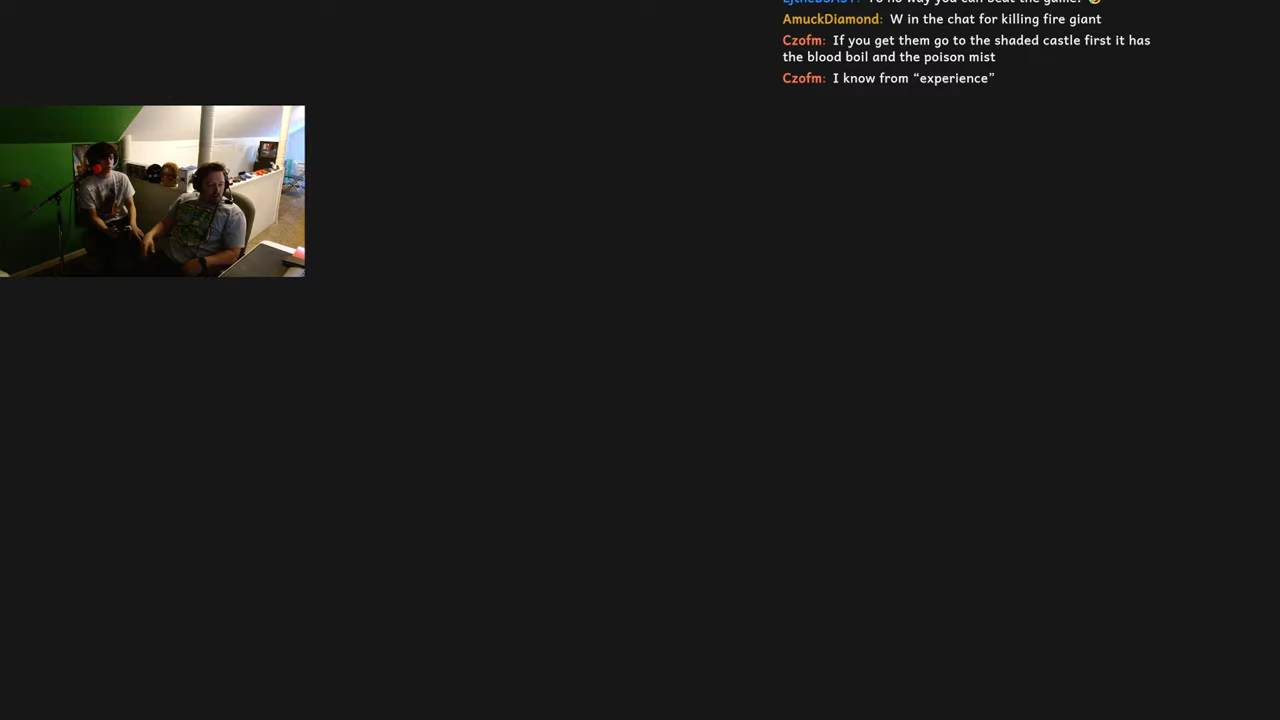 AmuckDiamond: W in the chat for killing fire giant
Czofm: If you get them go to the shaded castle first it has
the blood boil and the poison mist
Czofm: I know from “experience”